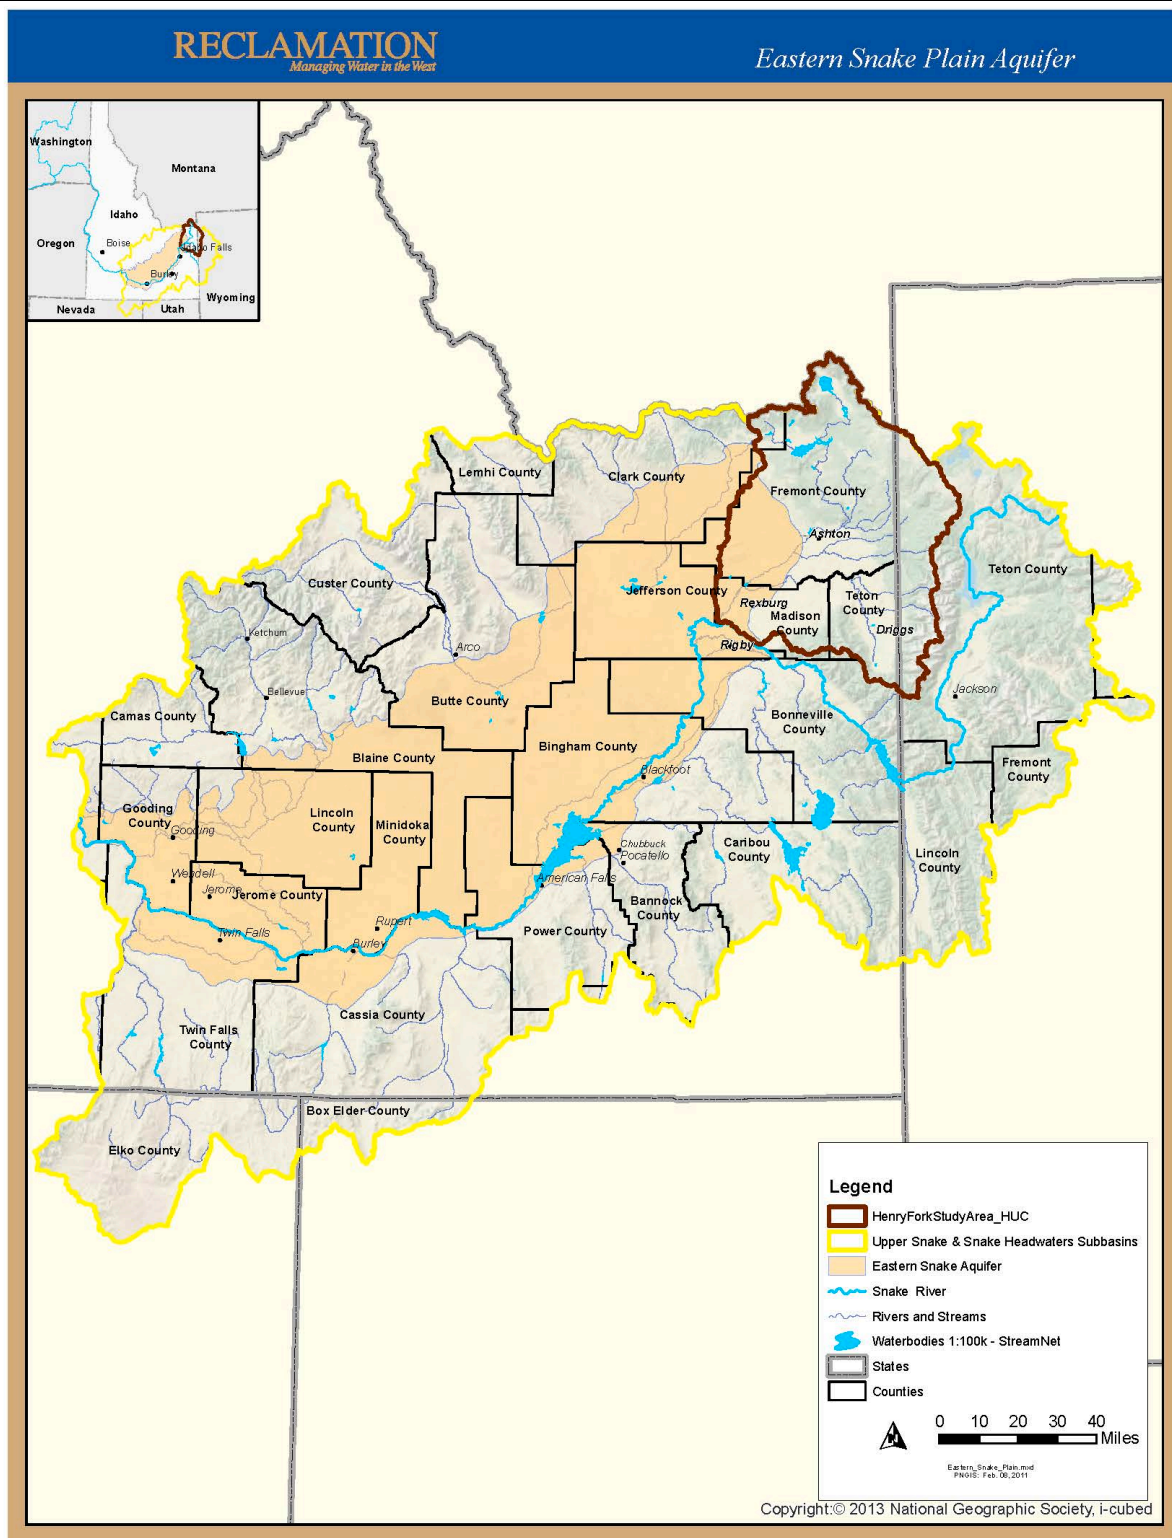 RECLAMATION
Managing Water in the West
Eastern Snake Plain Aquifer
Washington
Montana
Idaho
Oregon
Boise
Idaho Falls
Burley
Wyoming
Nevada
Utah
Lemhi County
Clark County
Fremont County
Ashton
Custer County
Teton County
Jefferson County
Teton
County
Rexburg
Madison
County
Ketchum
Driggs
Arco
Rigby
Bellevue
Jackson
Butte County
Camas County
Bonneville
County
Bingham County
Blaine County
Fremont
County
Blackfoot
Gooding
County
Lincoln
County
Minidoka
County
Gooding
Chubbuck
Pocatello
Caribou
County
Lincoln
County
Wendell
Jerome
Jerome County
American Falls
Bannock
County
Rupert
Twin Falls
Burley
Power County
Cassia County
Twin Falls
County
Box Elder County
Elko County
Legend
HenryForkStudyArea_HUC
Upper Snake & Snake Headwaters Subbasins
Eastern Snake Aquifer
Snake River
Rivers and Streams
Waterbodies 1:100k - StreamNet
States
Counties
N
0 10 20 30 40
Miles
Eastern_Snake_Plain.mxd
PNGIS: Feb. 08, 2011
Copyright:© 2013 National Geographic Society, i-cubed